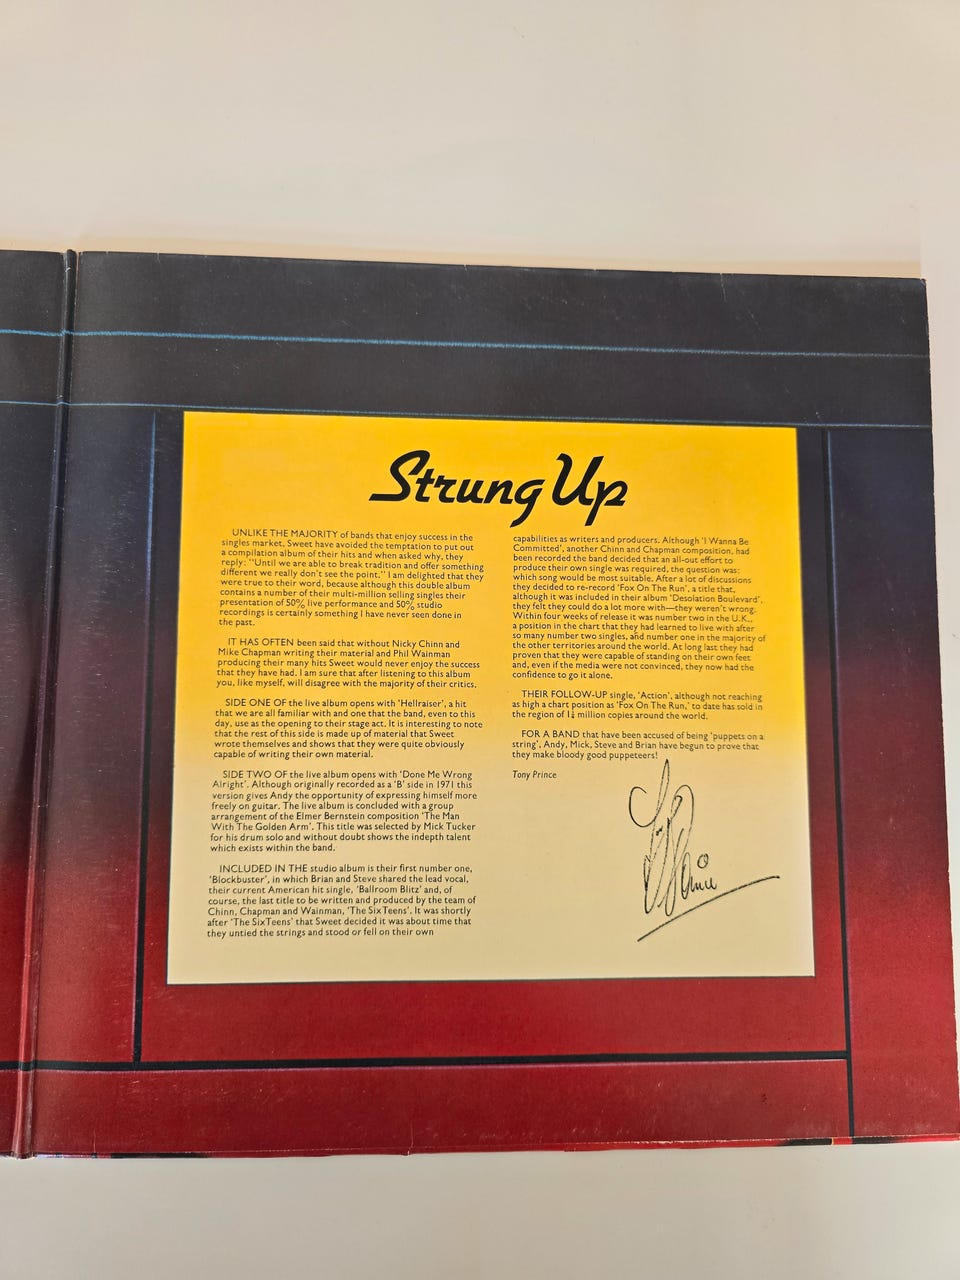 Strung Up
UNLIKE THE MAJORITY of bands that enjoy success in the
singles market, Sweet have avoided the temptation to put out
a compilation album of their hits and when asked why, they
reply: "Until we are able to break tradition and offer something
different we really don't see the point." I am delighted that they
were true to their word, because although this double album
contains a number of their multi-million selling singles their
presentation of 50% live performance and 50% studio
recordings is certainly something I have never seen done in
the past.
IT HAS OFTEN been said that without Nicky Chinn and
Mike Chapman writing their material and Phil Wainman
producing their many hits Sweet would never enjoy the success
that they have had. I am sure that after listening to this album
you, like myself, will disagree with the majority of their critics.
SIDE ONE OF the live album opens with 'Hellraiser', a hit
that we are all familiar with and one that the band, even to this
day, use as the opening to their stage act. It is interesting to note
that the rest of this side is made up of material that Sweet
wrote themselves and shows that they were quite obviously
capable of writing their own material.
SIDE TWO OF the live album opens with 'Done Me Wrong
Alright'. Although originally recorded as a 'B' side in 1971 this
version gives Andy the opportunity of expressing himself more
freely on guitar. The live album is concluded with a group
arrangement of the Elmer Bernstein composition 'The Man
With The Golden Arm'. This title was selected by Mick Tucker
for his drum solo and without doubt shows the indepth talent
which exists within the band.
INCLUDED IN THE studio album is their first number one,
'Blockbuster', in which Brian and Steve shared the lead vocal,
their current American hit single, 'Ballroom Blitz' and, of
course, the last title to be written and produced by the team of
Chinn, Chapman and Wainman, 'The SixTeens'. It was shortly
after 'The SixTeens' that Sweet decided it was about time that
they untied the strings and stood or fell on their own
capabilities as writers and producers. Although 'I Wanna Be
Committed', another Chinn and Chapman composition, had
been recorded the band decided that an all-out effort to
produce their own single was required, the question was:
which song would be most suitable. After a lot of discussions
they decided to re-record 'Fox On The Run', a title that,
although it was included in their album 'Desolation Boulevard',
they felt they could do a lot more with—they weren't wrong.
Within four weeks of release it was number two in the U.K.,
a position in the chart that they had learned to live with after
so many number two singles, and number one in the majority of
the other territories around the world. At long last they had
proven that they were capable of standing on their own feet
and, even if the media were not convinced, they now had the
confidence to go it alone.
THEIR FOLLOW-UP single, 'Action', although not reaching
as high a chart position as 'Fox On The Run,' to date has sold in
the region of 1¼ million copies around the world.
FOR A BAND that have been accused of being 'puppets on a
string', Andy, Mick, Steve and Brian have begun to prove that
they make bloody good puppeteers!
Tony Prince